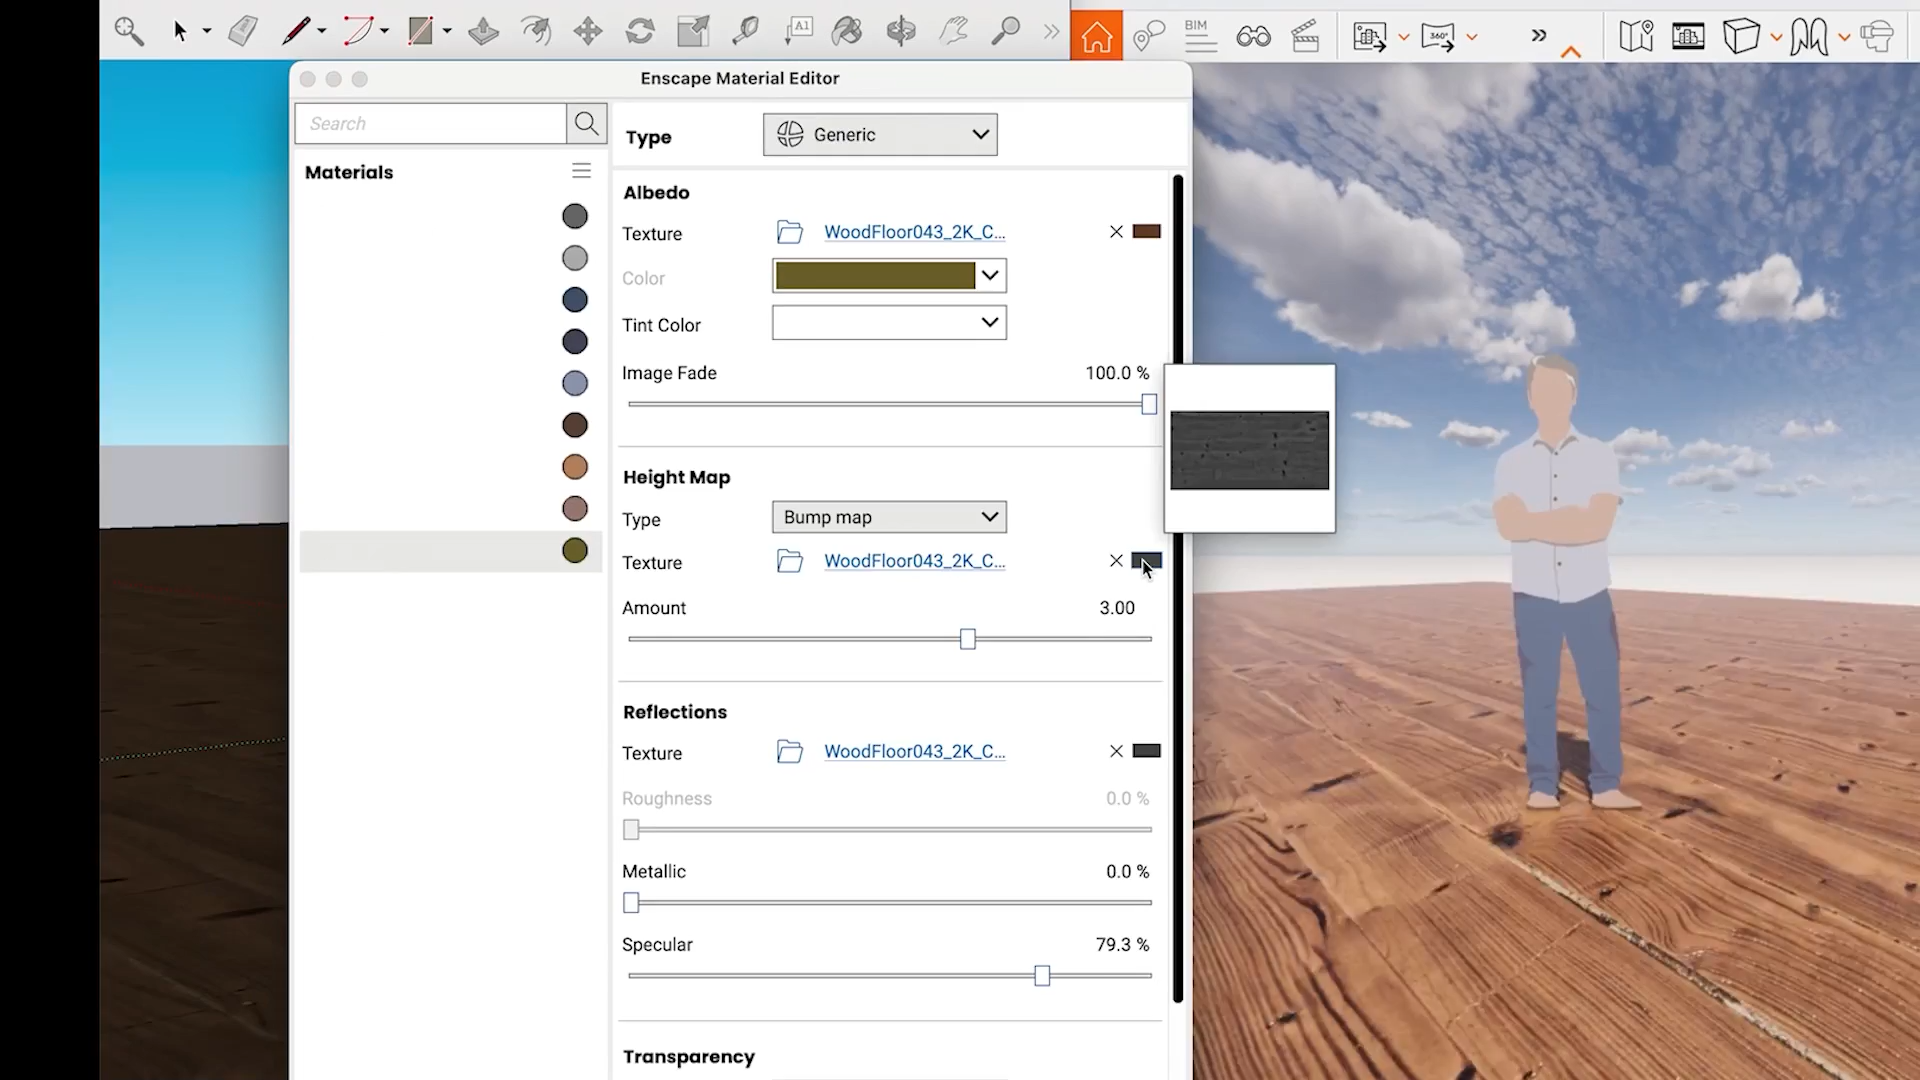 A1
BIM
360°
Enscape Material Editor
Search
Materials
Type
Generic
Albedo
Texture
WoodFloor043_2K_C...
Color
Tint Color
Image Fade
100.0 %
Height Map
Type
Bump map
Texture
WoodFloor043_2K_C...
Amount
3.00
Reflections
Texture
WoodFloor043_2K_C...
Roughness
0.0 %
Metallic
0.0 %
Specular
79.3 %
Transparency